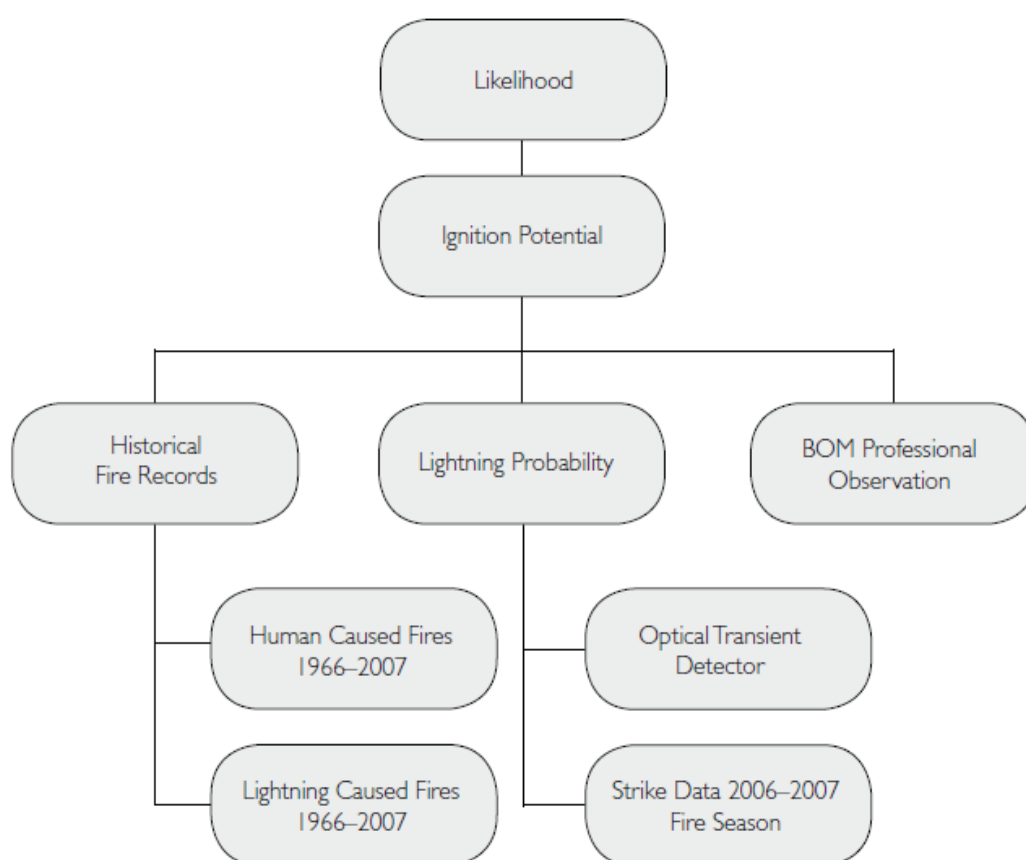 Likelihood
Ignition Potential
Historical
Fire Records
Lightning Probability
BOM Professional
Observation
Human Caused Fires
1966–2007
Optical Transient
Detector
Lightning Caused Fires
1966–2007
Strike Data 2006–2007
Fire Season